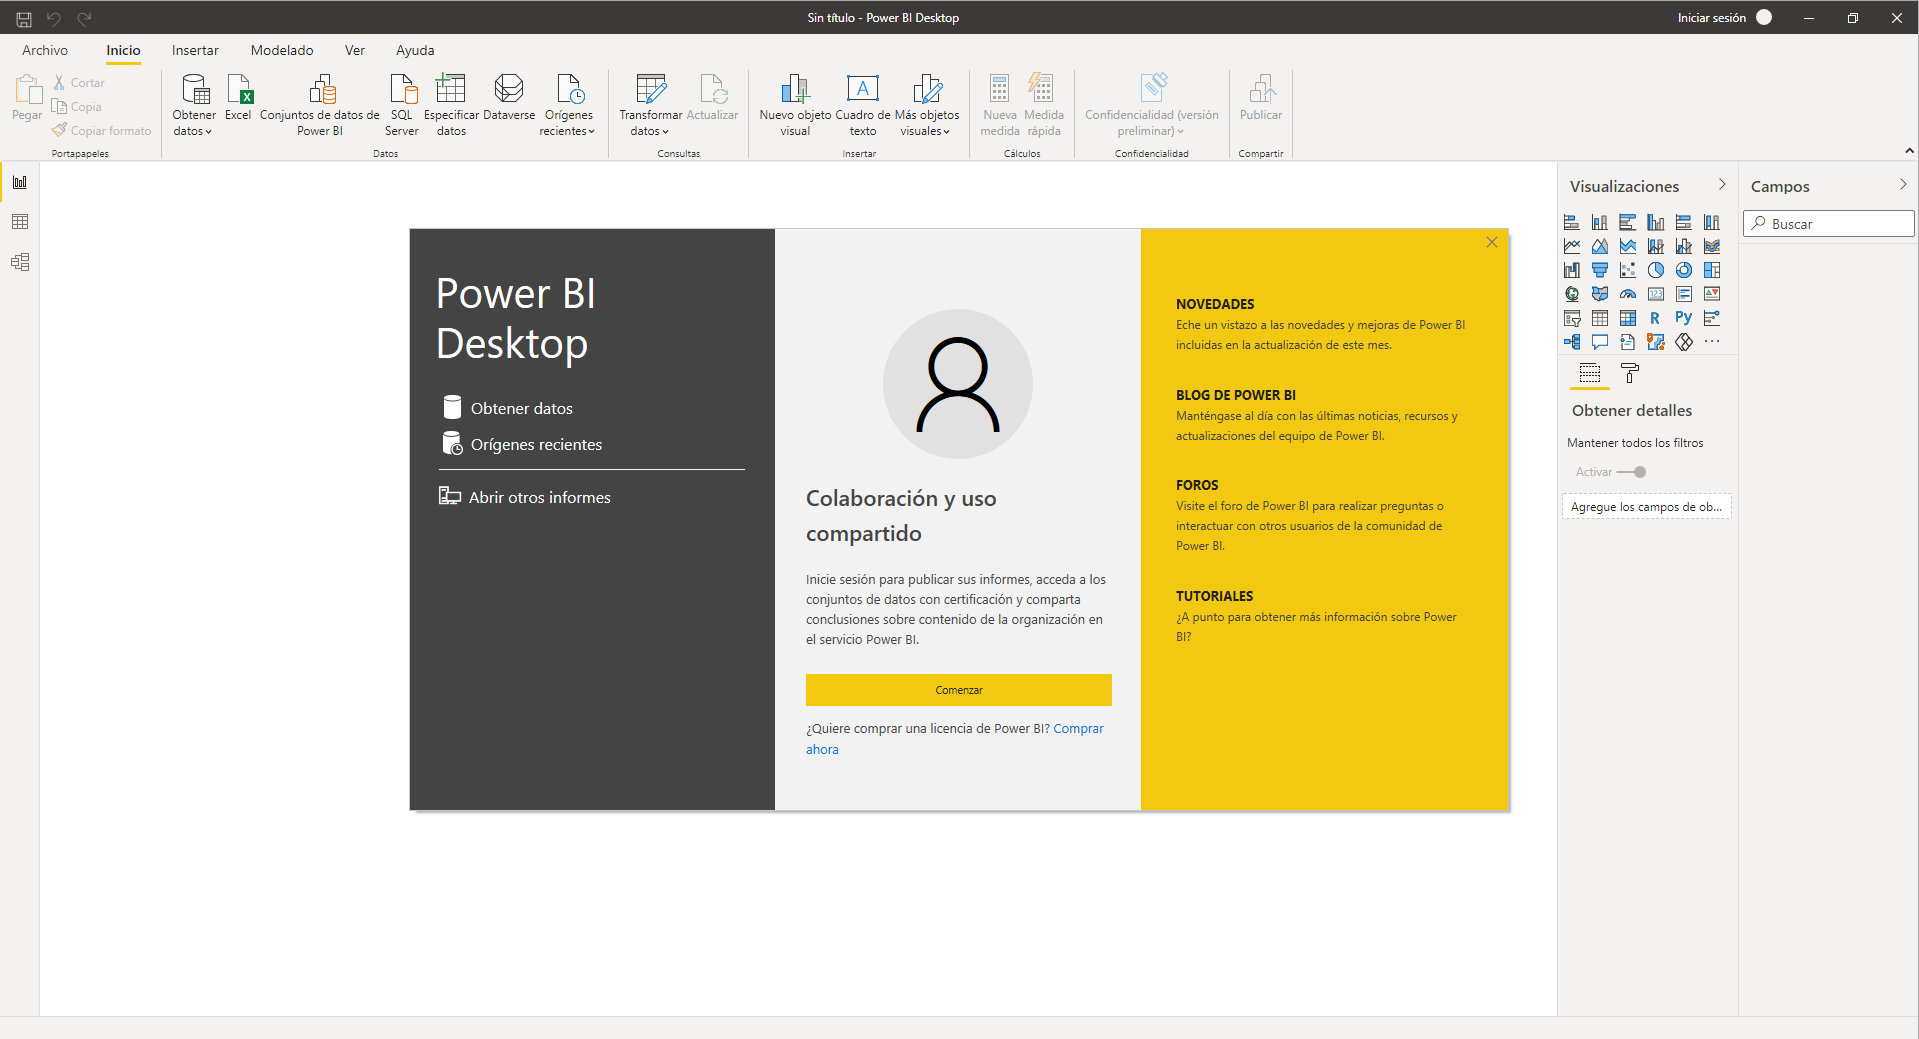 Sin título - Power BI Desktop
Iniciar sesión
Archivo
Inicio
Insertar
Modelado
Ver
Ayuda
Pegar
Cortar
Copia
Copiar formato
Portapapeles
Obtener
datos
Excel
Conjuntos de datos de
Power BI
SQL
Server
Especificar
datos
Dataverse
Orígenes
recientes
Datos
Transformar
datos
Actualizar
Consultas
Nuevo objeto
visual
Cuadro de
texto
Más objetos
visuales
Insertar
Nueva
medida
Medida
rápida
Cálculos
Confidencialidad (versión
preliminar)
Confidencialidad
Publicar
Compartir
Power BI
Desktop
Obtener datos
Orígenes recientes
Abrir otros informes
Colaboración y uso
compartido
Inicie sesión para publicar sus informes, acceda a los
conjuntos de datos con certificación y comparta
conclusiones sobre contenido de la organización en
el servicio Power BI.
Comenzar
¿Quiere comprar una licencia de Power BI? Comprar
ahora
NOVEDADES
Eche un vistazo a las novedades y mejoras de Power BI
incluidas en la actualización de este mes.
BLOG DE POWER BI
Manténgase al día con las últimas noticias, recursos y
actualizaciones del equipo de Power BI.
FOROS
Visite el foro de Power BI para realizar preguntas o
interactuar con otros usuarios de la comunidad de
Power BI.
TUTORIALES
¿A punto para obtener más información sobre Power
BI?
Visualizaciones
123
R
Py
Obtener detalles
Mantener todos los filtros
Activar
Agregue los campos de ob...
Campos
Buscar